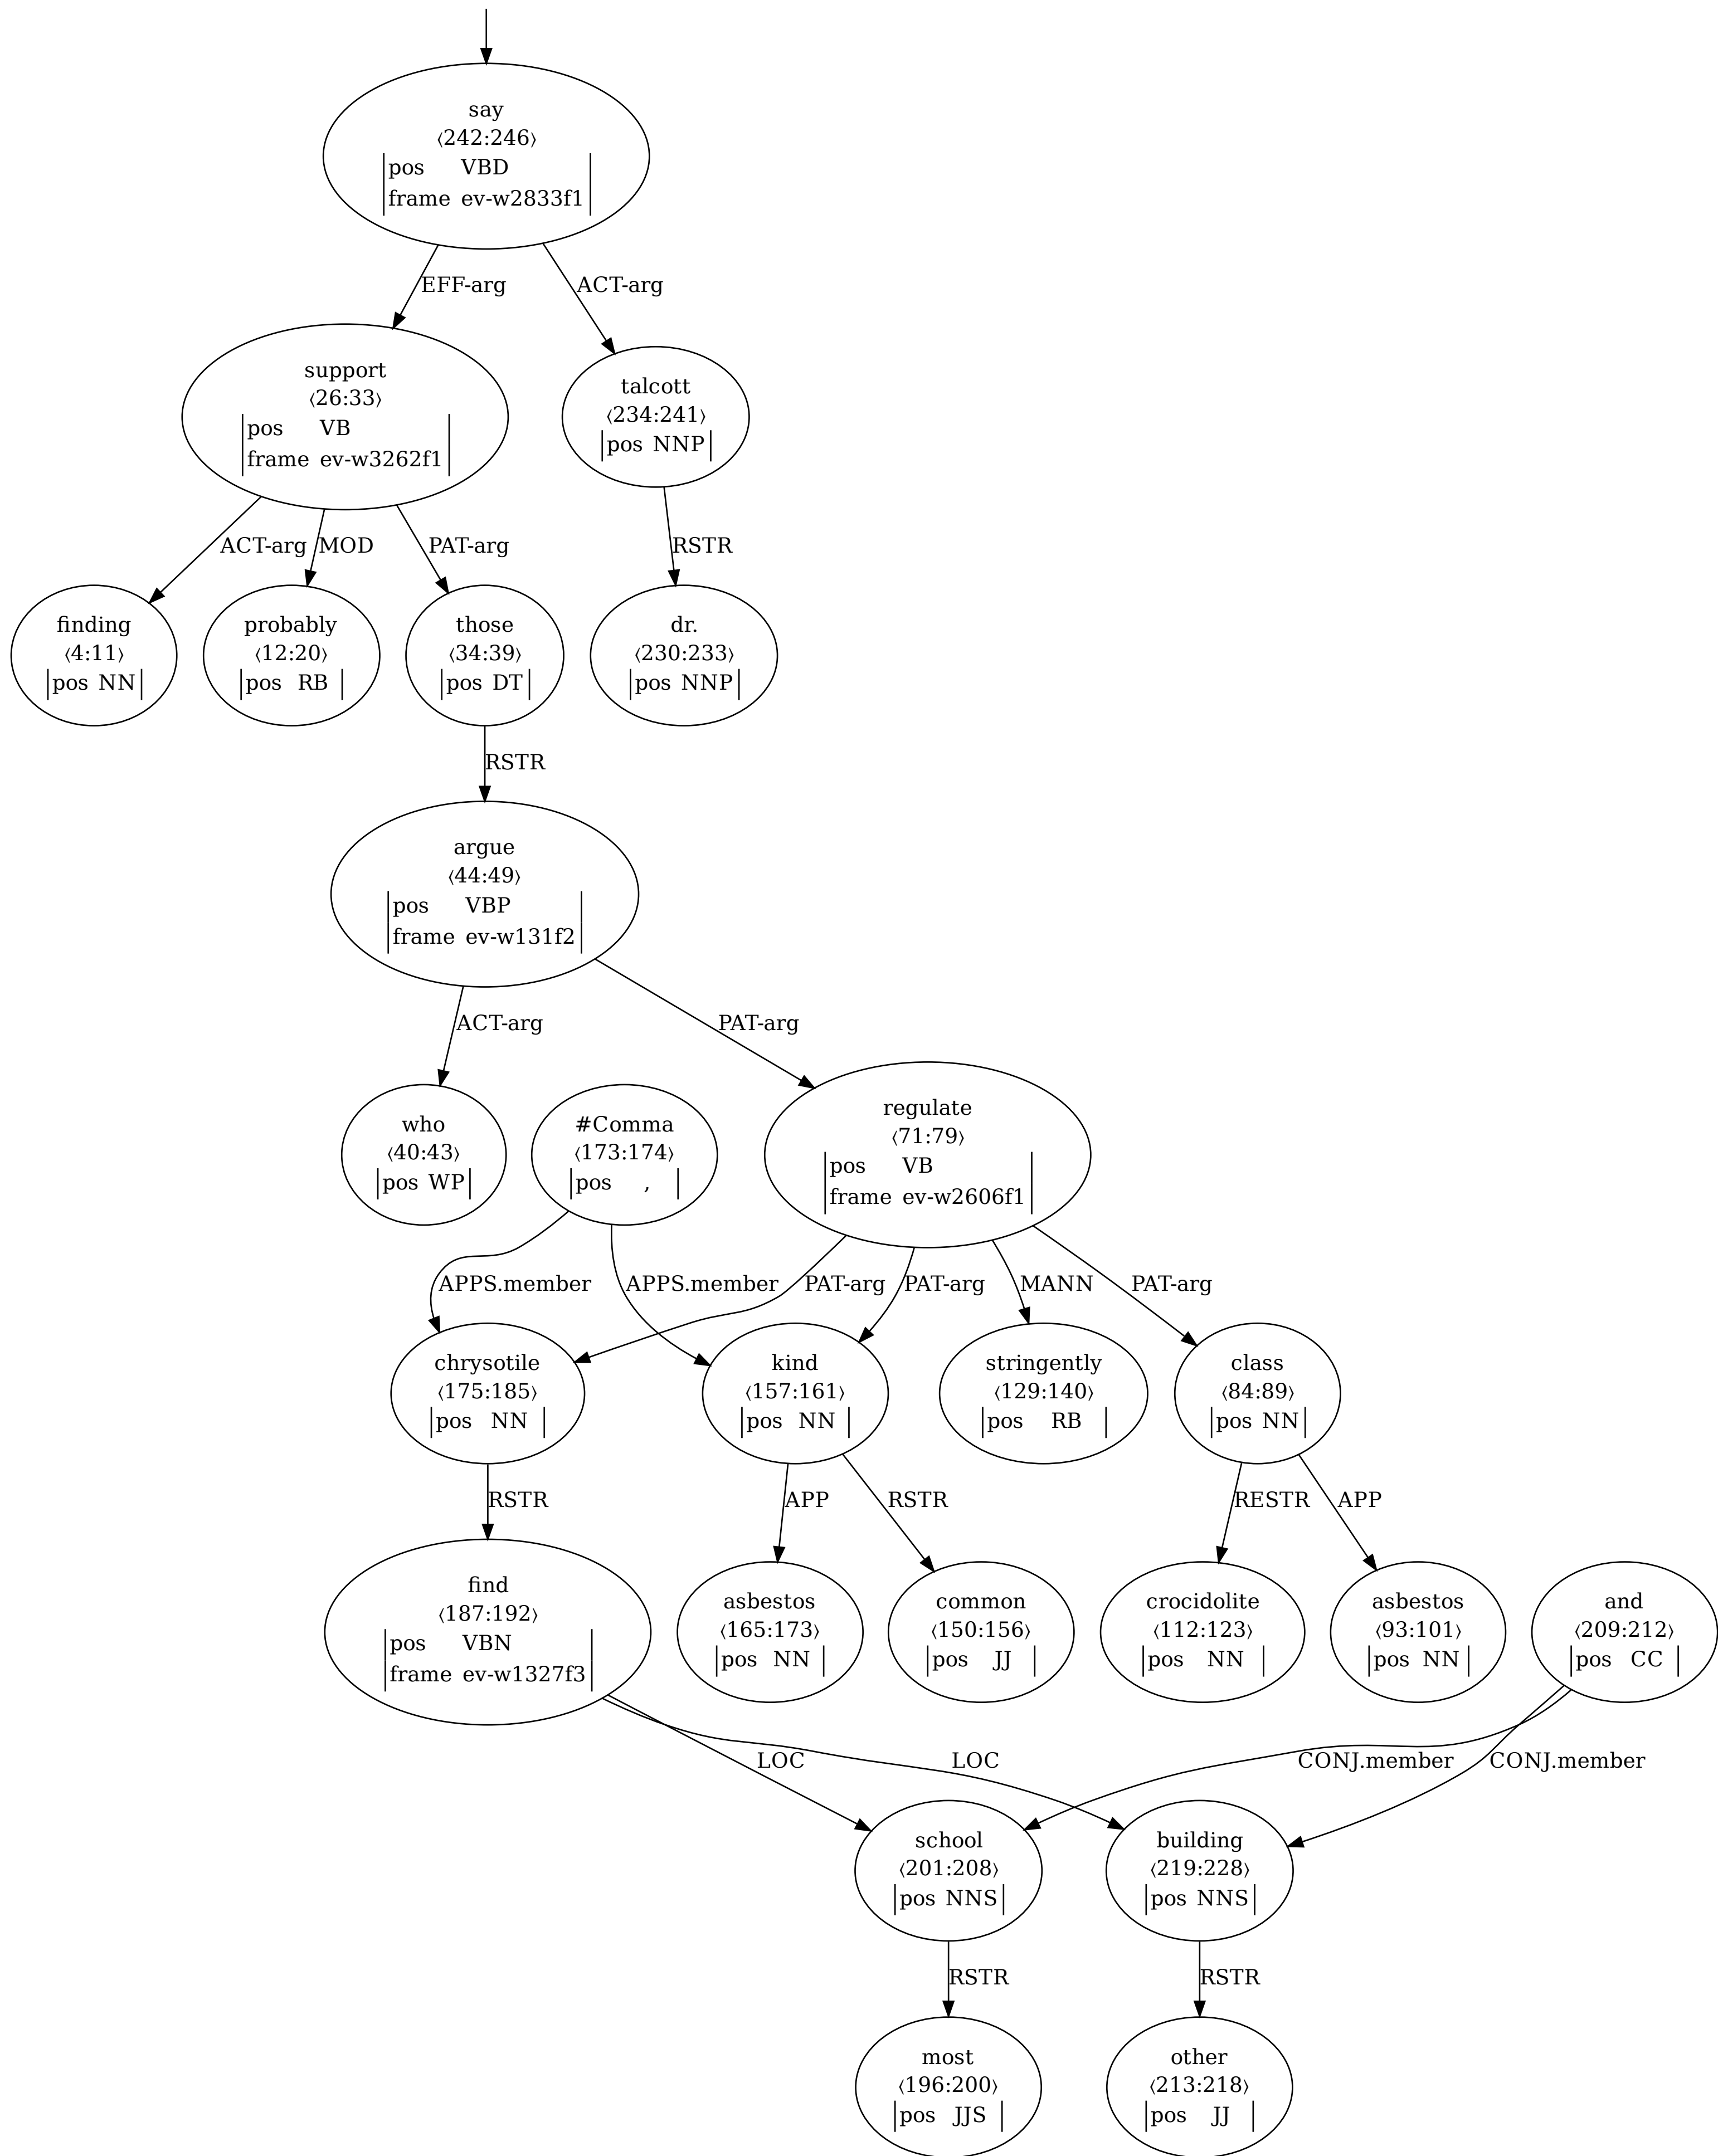 say
⟨242:246⟩
pos VBD
frame ev-w2833f1
EFF-arg
ACT-arg
support
⟨26:33⟩
pos VB
frame ev-w3262f1
talcott
⟨234:241⟩
pos NNP
ACT-arg
MOD
PAT-arg
RSTR
finding
⟨4:11⟩
pos NN
probably
⟨12:20⟩
pos RB
those
⟨34:39⟩
pos DT
dr.
⟨230:233⟩
pos NNP
RSTR
argue
⟨44:49⟩
pos VBP
frame ev-w131f2
ACT-arg
PAT-arg
who
⟨40:43⟩
pos WP
#Comma
⟨173:174⟩
pos ,
regulate
⟨71:79⟩
pos VB
frame ev-w2606f1
APPS.member
APPS.member
PAT-arg
PAT-arg
MANN
PAT-arg
chrysotile
⟨175:185⟩
pos NN
kind
⟨157:161⟩
pos NN
stringently
⟨129:140⟩
pos RB
class
⟨84:89⟩
pos NN
RSTR
APP
RSTR
RESTR
APP
find
⟨187:192⟩
pos VBN
frame ev-w1327f3
asbestos
⟨165:173⟩
pos NN
common
⟨150:156⟩
pos JJ
crocidolite
⟨112:123⟩
pos NN
asbestos
⟨93:101⟩
pos NN
and
⟨209:212⟩
pos CC
LOC
LOC
CONJ.member
CONJ.member
school
⟨201:208⟩
pos NNS
building
⟨219:228⟩
pos NNS
RSTR
RSTR
most
⟨196:200⟩
pos JJS
other
⟨213:218⟩
pos JJ